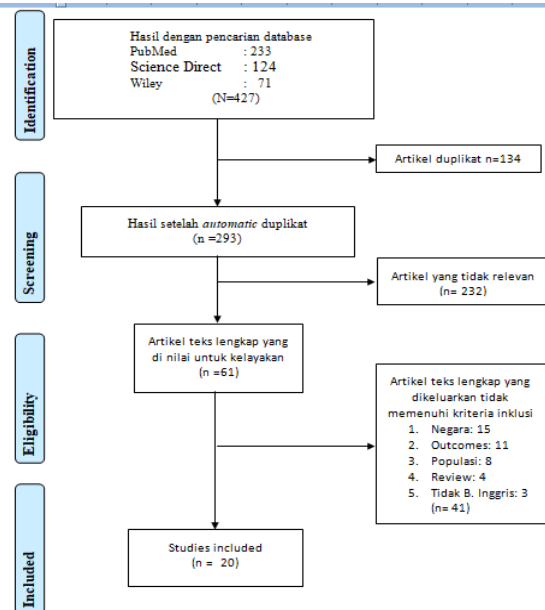 Identification
Hasil dengan pencarian database
PubMed : 233
Science Direct : 124
Wiley : 71
(N=427)
Artikel duplikat n=134
Screening
Hasil setelah automatic duplikat
(n =293)
Artikel yang tidak relevan
(n= 232)
Eligibility
Artikel teks lengkap yang
di nilai untuk kelayakan
(n =61)
Artikel teks lengkap yang
dikeluarkan tidak
memenuhi kriteria inklusi
1. Negara: 15
2. Outcomes: 11
3. Populasi: 8
4. Review: 4
5. Tidak B. Inggris: 3
(n= 41)
Included
Studies included
(n = 20)